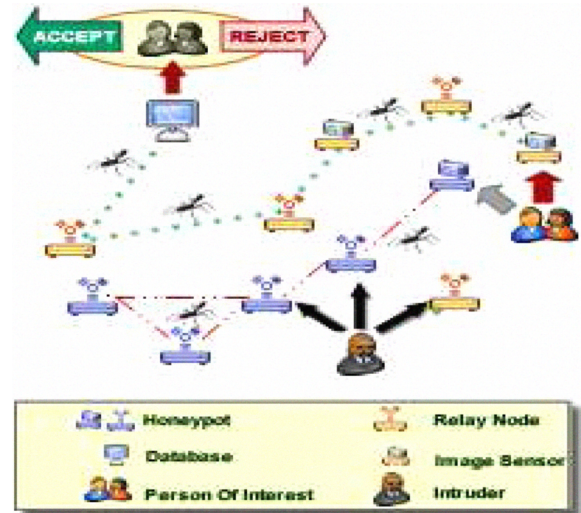 ACCEPT
REJECT
Honeypot
Relay Node
Database
Image Sensor
Person Of Interest
Intruder